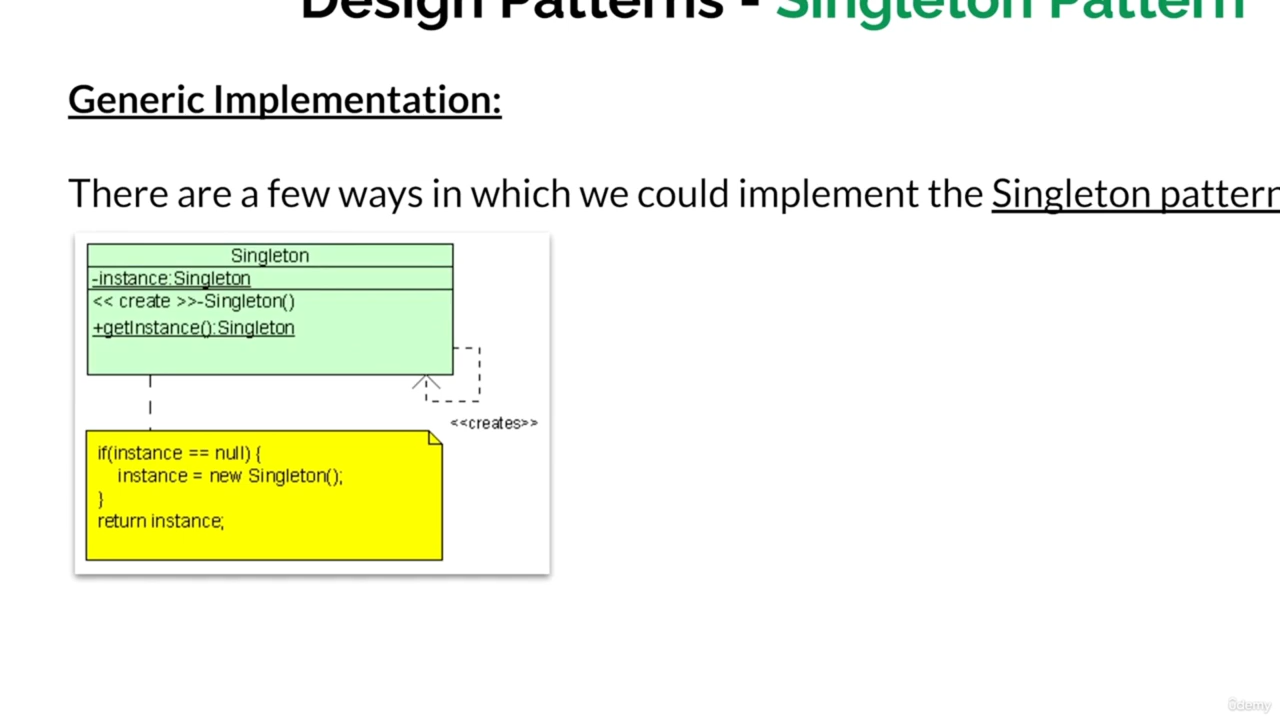 Design Patterns - Singleton Pattern
Generic Implementation:
There are a few ways in which we could implement the Singleton pattern
Singleton
-instance:Singleton
<< create >>-Singleton()
+getInstance():Singleton
<<creates>>
if(instance == null) {
instance = new Singleton();
}
return instance;
ûdemy